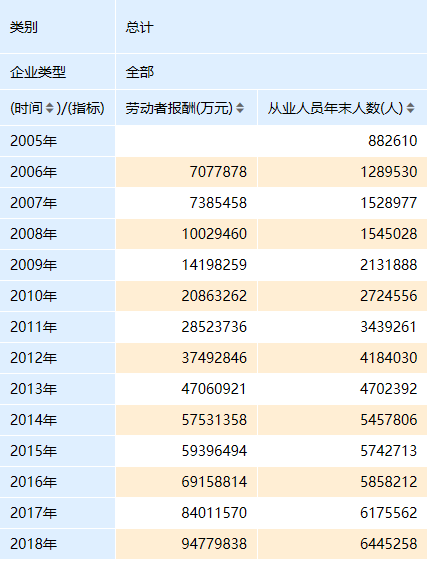 类别 总计
企业类型 全部
(时间)/(指标) 劳动者报酬(万元) 从业人员年末人数(人)
2005年 882610
2006年 7077878 1289530
2007年 7385458 1528977
2008年 10029460 1545028
2009年 14198259 2131888
2010年 20863262 2724556
2011年 28523736 3439261
2012年 37492846 4184030
2013年 47060921 4702392
2014年 57531358 5457806
2015年 59396494 5742713
2016年 69158814 5858212
2017年 84011570 6175562
2018年 94779838 6445258